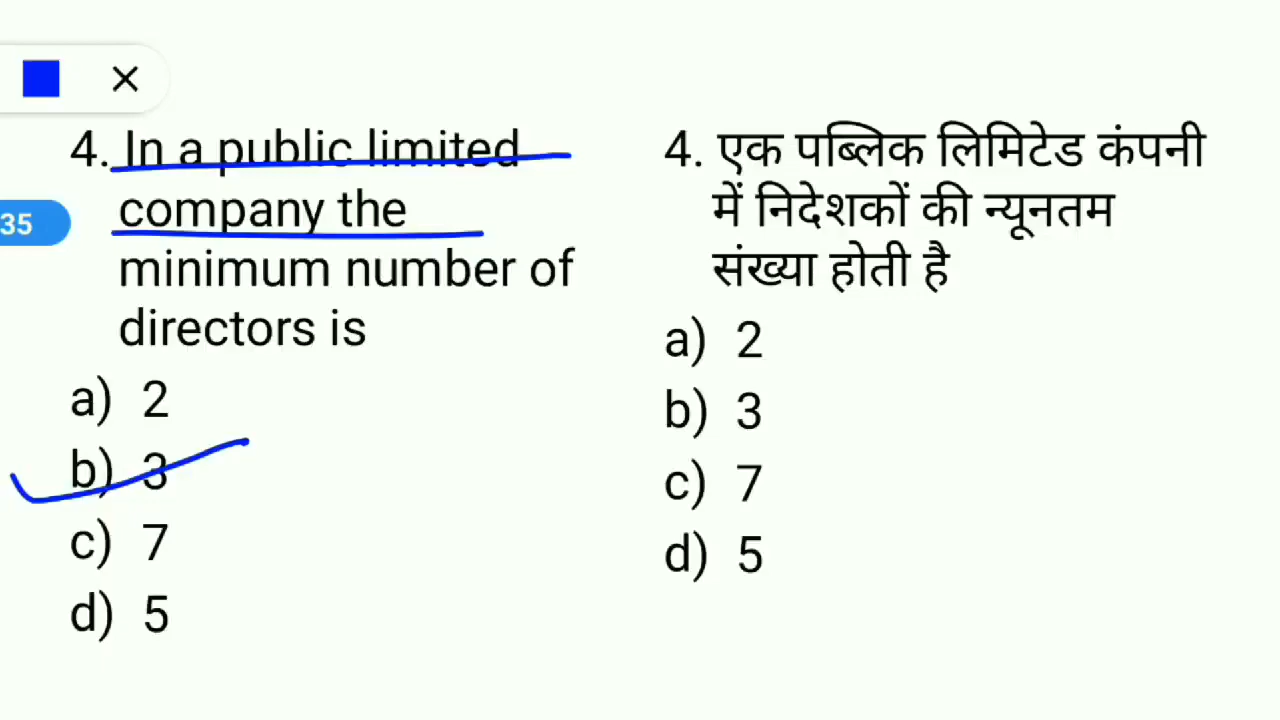 35
4. In a public limited
company the
minimum number of
directors is
a) 2
b) 3
c) 7
d) 5
4. एक पब्लिक लिमिटेड कंपनी
में निदेशकों की न्यूनतम
संख्या होती है
a) 2
b) 3
c) 7
d) 5